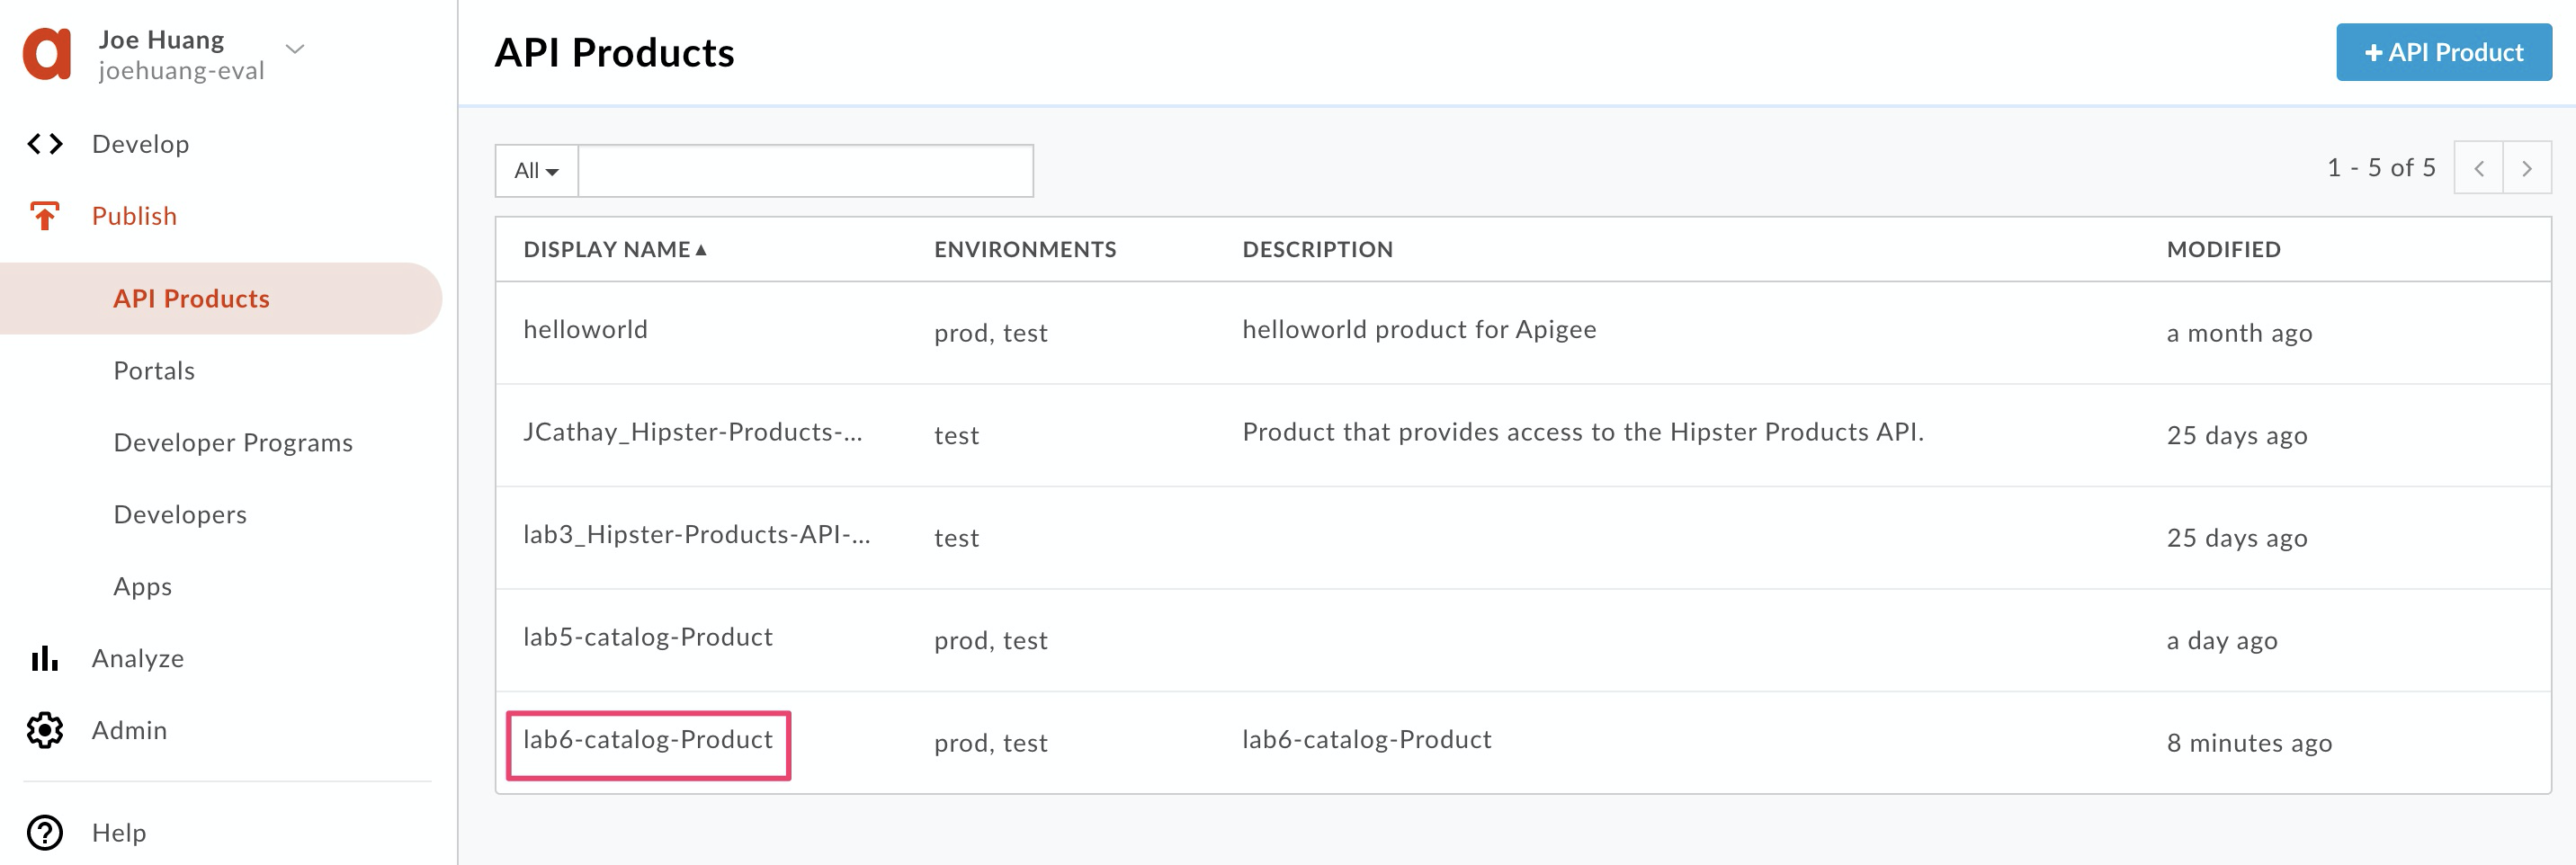 Joe Huang
joehuang-eval
Develop
Publish
API Products
Portals
Developer Programs
Developers
Apps
Analyze
Admin
Help
API Products
+ API Product
All
1 - 5 of 5
DISPLAY NAME ENVIRONMENTS DESCRIPTION MODIFIED
helloworld prod, test helloworld product for Apigee a month ago
JCathay_Hipster-Products-... test Product that provides access to the Hipster Products API. 25 days ago
lab3_Hipster-Products-API-... test 25 days ago
lab5-catalog-Product prod, test a day ago
lab6-catalog-Product prod, test lab6-catalog-Product 8 minutes ago